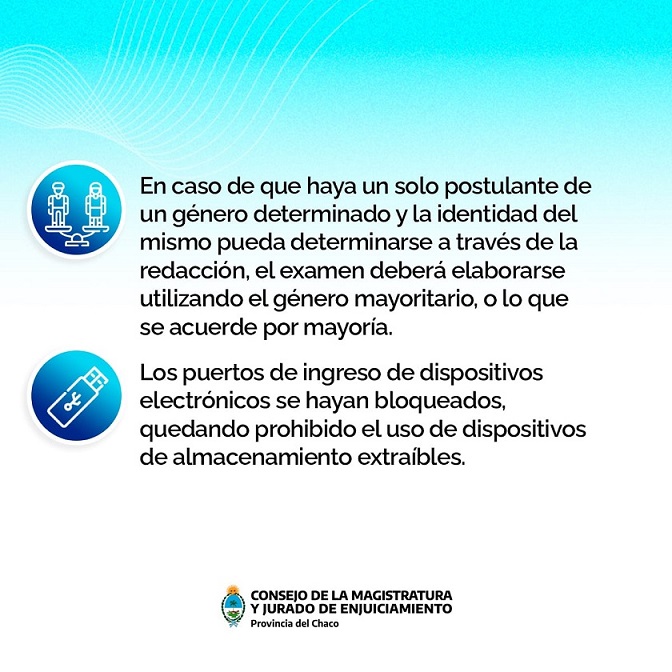 En caso de que haya un solo postulante de
un género determinado y la identidad del
mismo pueda determinarse a través de la
redacción, el examen deberá elaborarse
utilizando el género mayoritario, o lo que
se acuerde por mayoría.
Los puertos de ingreso de dispositivos
electrónicos se hayan bloqueados,
quedando prohibido el uso de dispositivos
de almacenamiento extraíbles.
CONSEJO DE LA MAGISTRATURA
Y JURADO DE ENJUICIAMIENTO
Provincia del Chaco